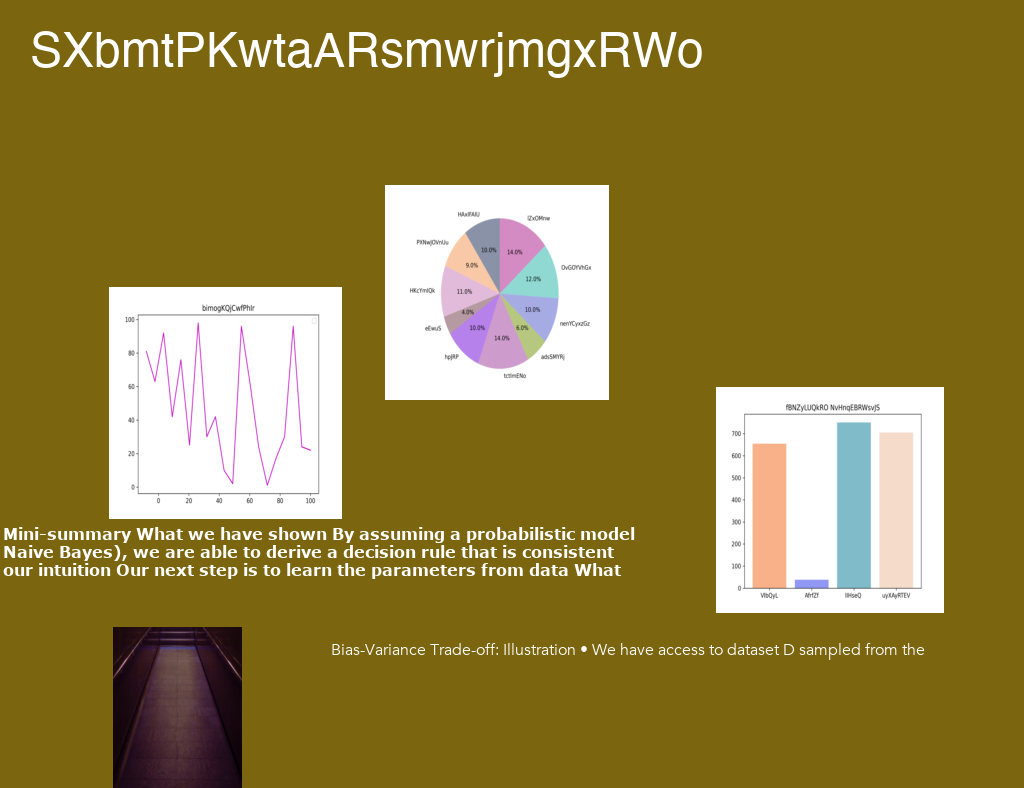 SXbmtPKwtaARsmwrjmgxRWo
HAxIFAIU
IZxOMnw
PXNwJOVnUu
OvGOYVhGx
HKcYmIQk
nenYCyxzGz
eEwuS
adsSMYRj
hpJRP
tctImENo
10.0%
14.0%
9.0%
12.0%
11.0%
10.0%
4.0%
10.0%
6.0%
14.0%
bimogKQjCwfPhIr
100
80
60
40
20
0
0 20 40 60 80 100
fBNZyLUQkRO NvHnqEBRWsvJS
700
600
500
400
300
200
100
0
VlbQyL AfrfZf IIHseQ uyXAyRTEV
Mini-summary What we have shown By assuming a probabilistic model
Naive Bayes), we are able to derive a decision rule that is consistent
our intuition Our next step is to learn the parameters from data What
Bias-Variance Trade-off: Illustration • We have access to dataset D sampled from the